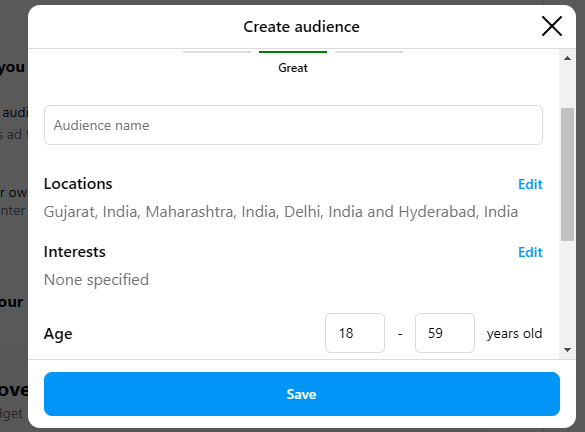 Create audience
Great
Audience name
Locations
Edit
Gujarat, India, Maharashtra, India, Delhi, India and Hyderabad, India
Interests
Edit
None specified
Age
18
-
59
years old
Save
you
audi
s ad t
r ow
nter
our
ove
dget